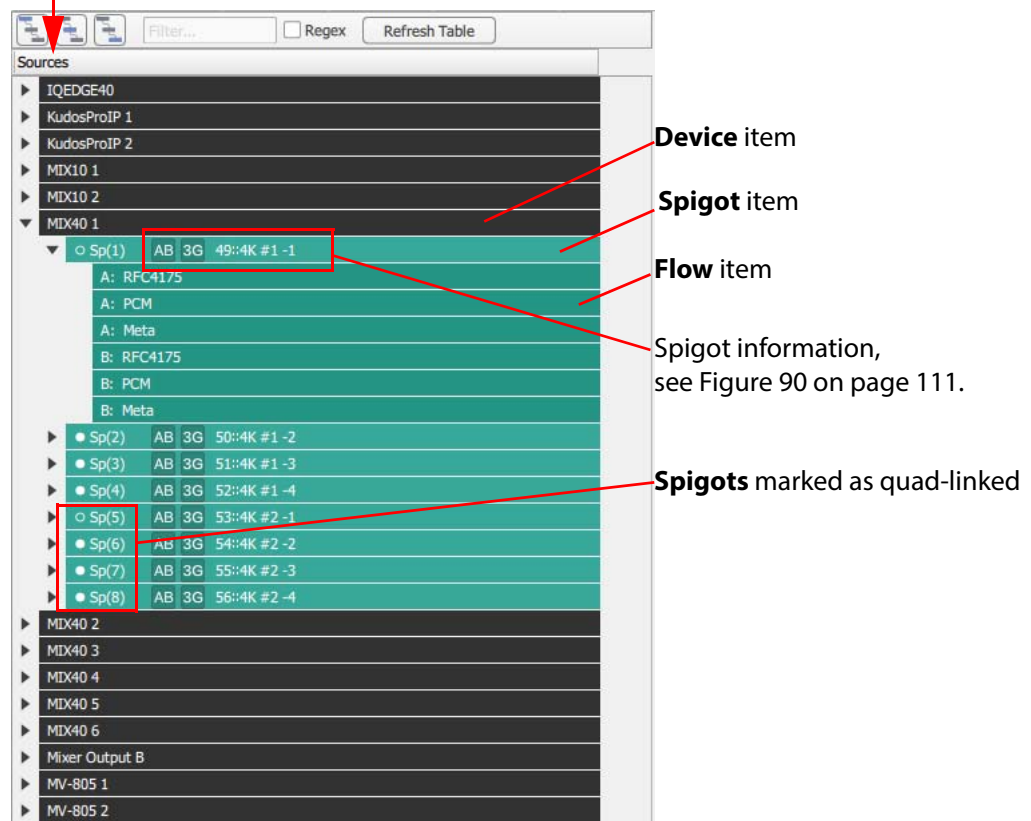 Filter... Regex Refresh Table
Sources
IQEDGE40
KudosProIP 1
KudosProIP 2
MIX10 1
MIX10 2
MIX40 1
Sp(1) AB 3G 49::4K #1 -1
A: RFC4175
A: PCM
A: Meta
B: RFC4175
B: PCM
B: Meta
Sp(2) AB 3G 50::4K #1 -2
Sp(3) AB 3G 51::4K #1 -3
Sp(4) AB 3G 52::4K #1 -4
Sp(5) AB 3G 53::4K #2 -1
Sp(6) AB 3G 54::4K #2 -2
Sp(7) AB 3G 55::4K #2 -3
Sp(8) AB 3G 56::4K #2 -4
MIX40 2
MIX40 3
MIX40 4
MIX40 5
MIX40 6
Mixer Output B
MV-805 1
MV-805 2
Device item
Spigot item
Flow item
Spigot information,
see Figure 90 on page 111.
Spigots marked as quad-linked